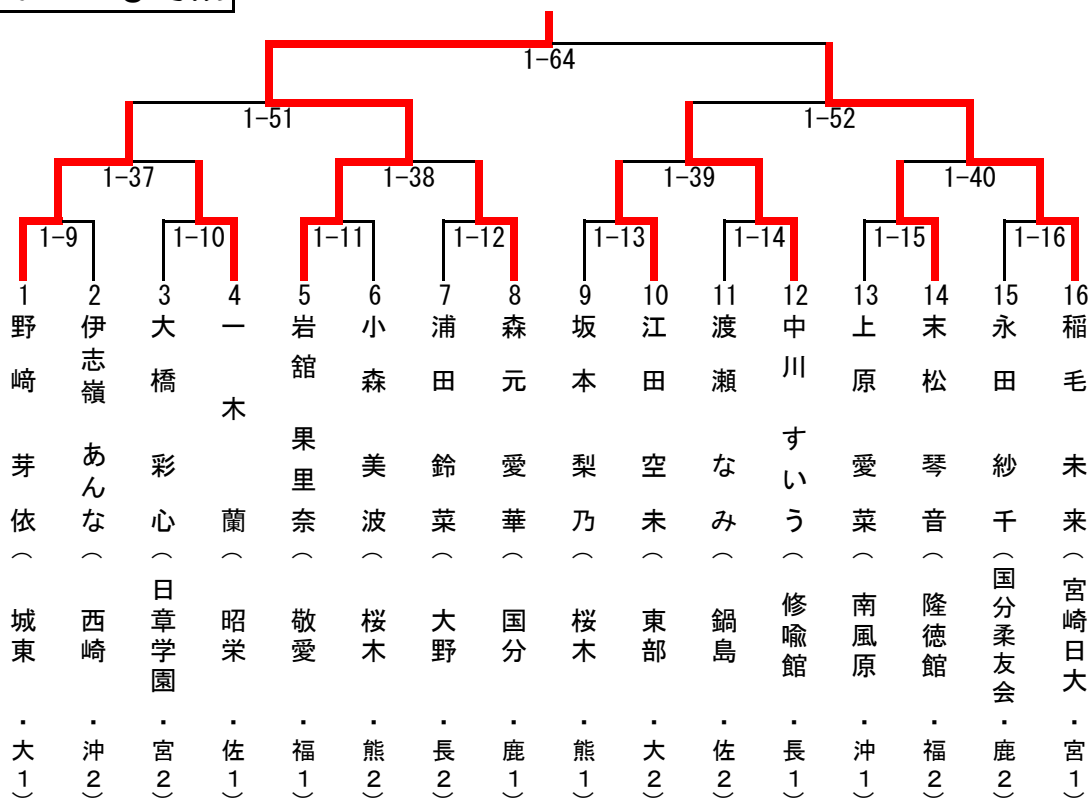 1-64
1-51
1-52
1-37
1-38
1-39
1-40
1-9
1-10
1-11
1-12
1-13
1-14
1-15
1-16
1
野﨑 芽依（城東・大1）
2
伊志嶺 あんな（西崎・沖2）
3
大橋 彩心（日章学園・宮2）
4
一木 蘭（昭栄・佐1）
5
岩舘 果里奈（敬愛・福1）
6
小森 美波（桜木・熊2）
7
浦田 鈴菜（大野・長2）
8
森元 愛華（国分・鹿1）
9
坂本 梨乃（桜木・熊1）
10
江田 空未（東部・大2）
11
渡瀬 なみ（鍋島・佐2）
12
中川 すいう（修喩館・長1）
13
上原 愛菜（南風原・沖1）
14
末松 琴音（隆徳館・福2）
15
永田 紗千（国分柔友会・鹿2）
16
稲毛 未来（宮崎日大・宮1）